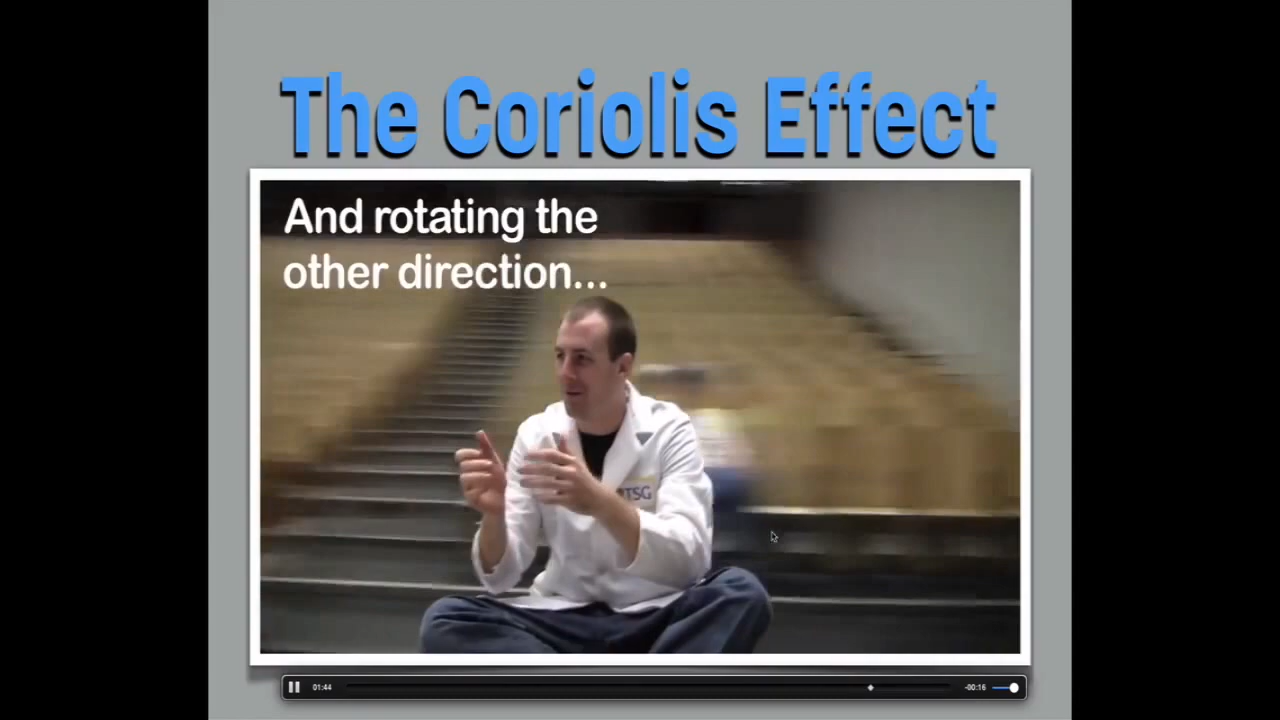 The Coriolis Effect
And rotating the
other direction...
TSG
01:44
-00:16